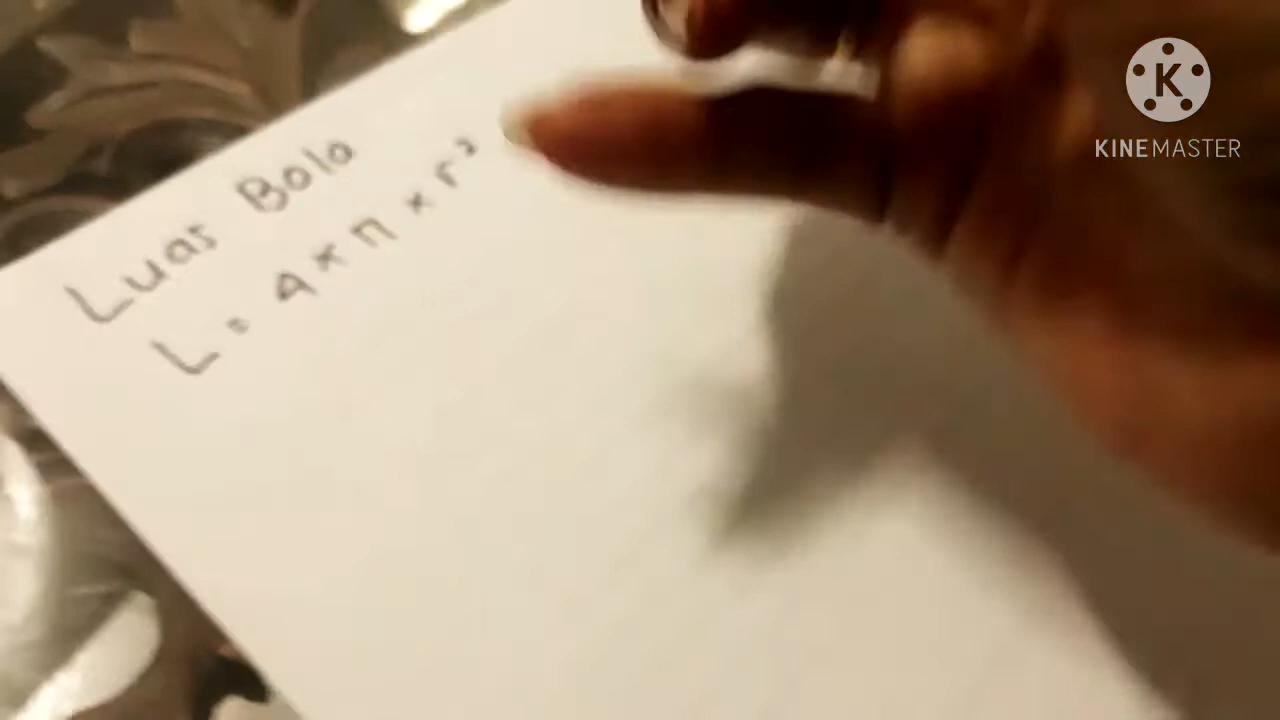 Luas Bola
L = 4 × π × r²
K
KINEMASTER